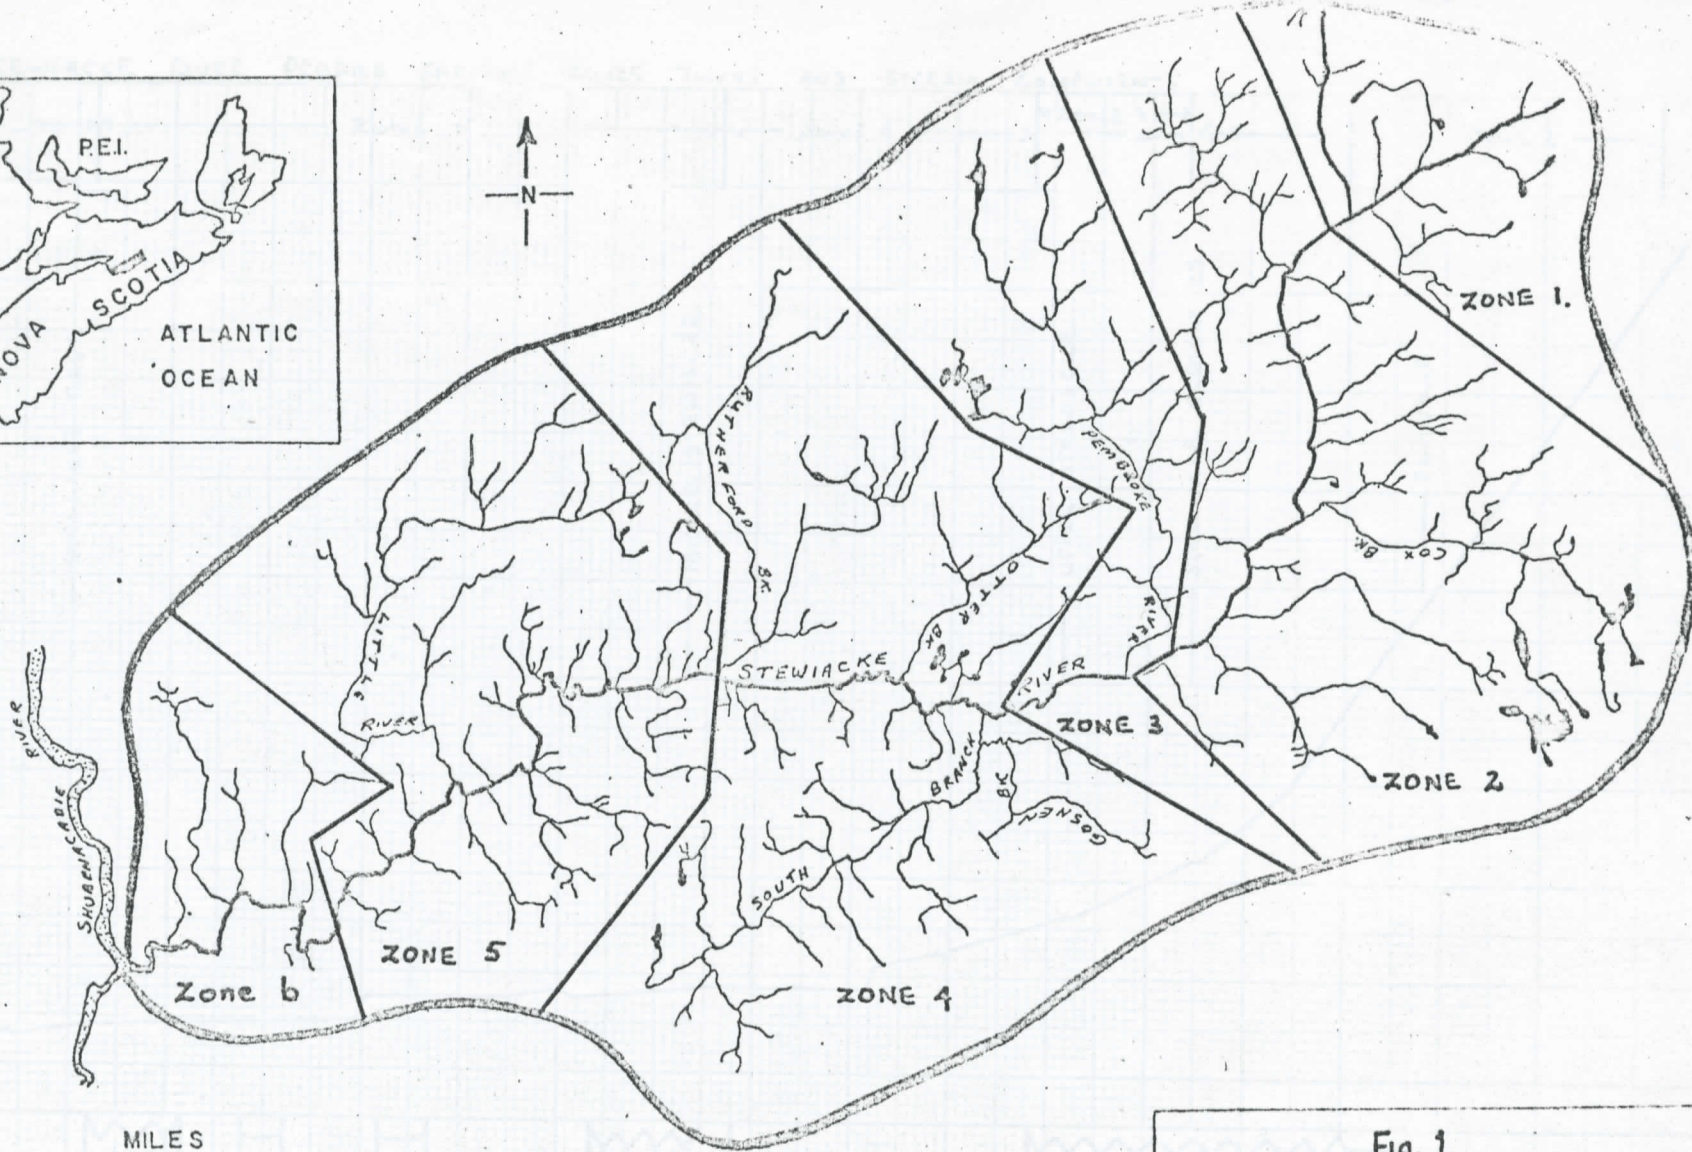 P.E.I.
NOVA SCOTIA
ATLANTIC
OCEAN
N
ZONE 1.
RUTHERFORD BK.
PEMBROKE RIVER
COX BK.
OTTER BK.
LITTLE RIVER
STEWIACKE RIVER
ZONE 3
ZONE 2
SOUTH BRANCH
GOSHEN BK
SHUBENACADIE RIVER
ZONE 5
Zone 6
ZONE 4
MILES
Fig. 1